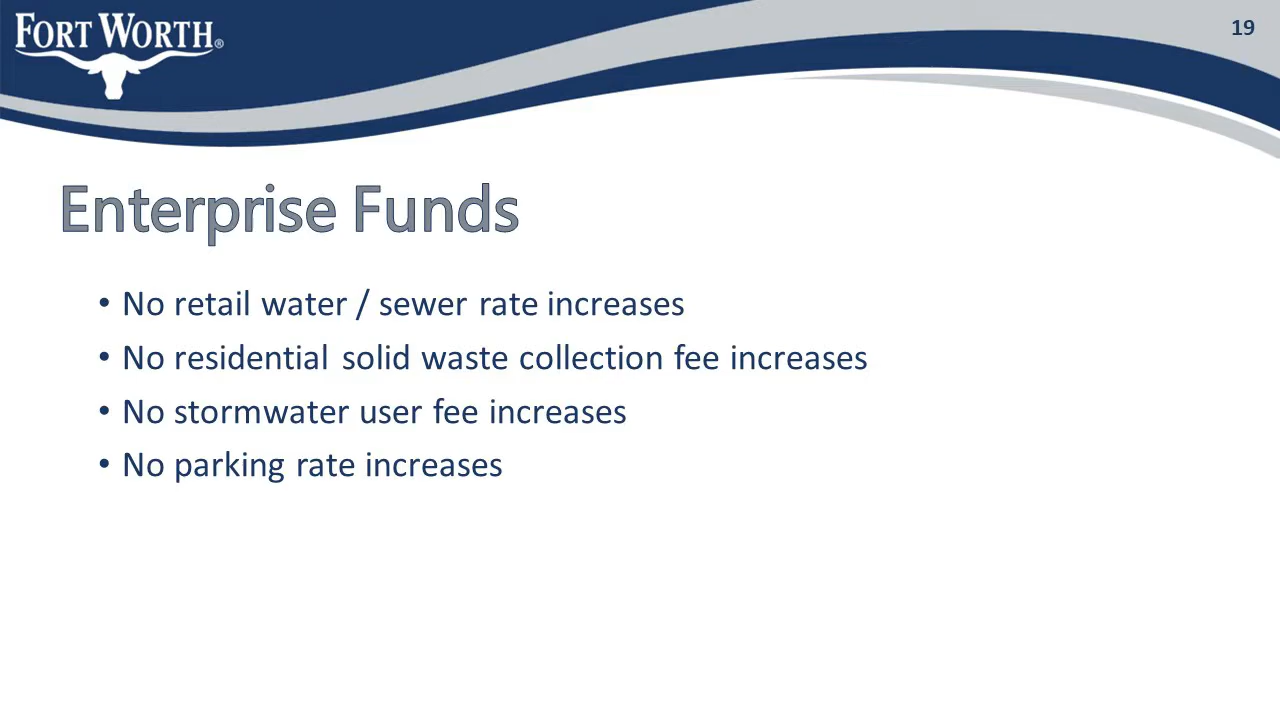 FORT WORTH®
19
Enterprise Funds
• No retail water / sewer rate increases
• No residential solid waste collection fee increases
• No stormwater user fee increases
• No parking rate increases